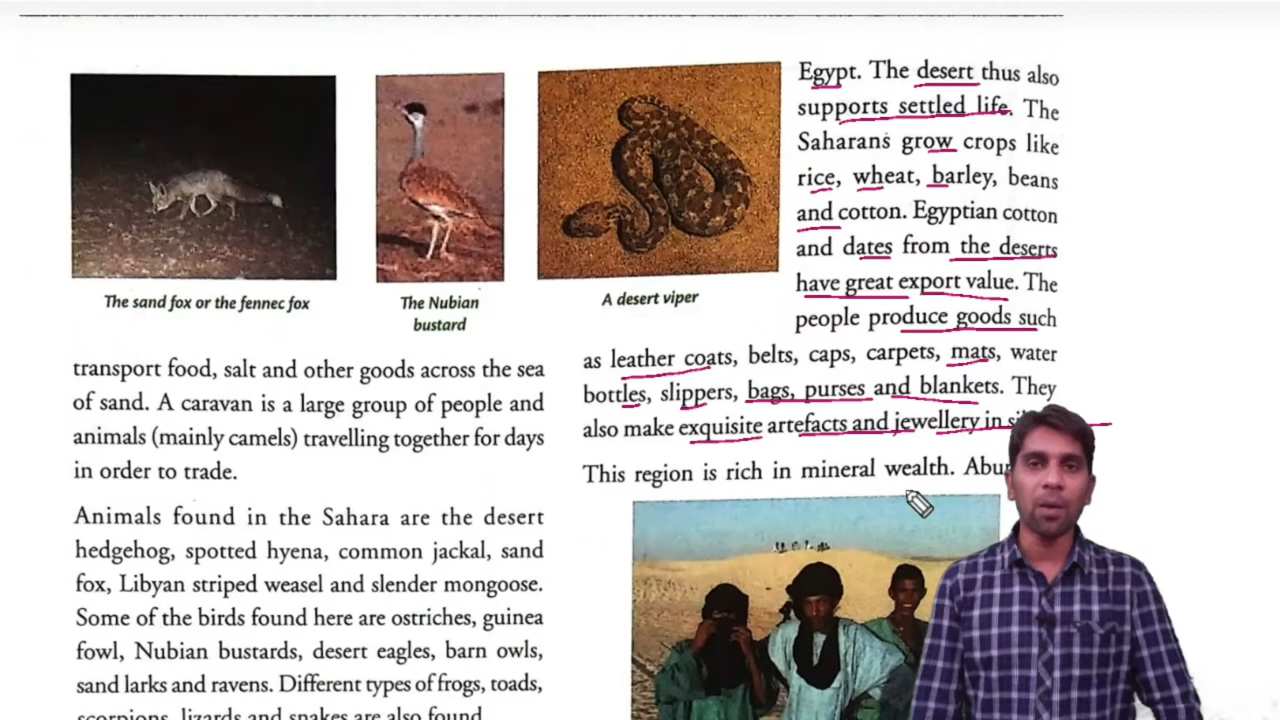 The sand fox or the fennec fox
The Nubian
bustard
A desert viper
transport food, salt and other goods across the sea
of sand. A caravan is a large group of people and
animals (mainly camels) travelling together for days
in order to trade.
Animals found in the Sahara are the desert
hedgehog, spotted hyena, common jackal, sand
fox, Libyan striped weasel and slender mongoose.
Some of the birds found here are ostriches, guinea
fowl, Nubian bustards, desert eagles, barn owls,
sand larks and ravens. Different types of frogs, toads,
scorpions, lizards and snakes are also found
Egypt. The desert thus also
supports settled life. The
Saharans grow crops like
rice, wheat, barley, beans
and cotton. Egyptian cotton
and dates from the deserts
have great export value. The
people produce goods such
as leather coats, belts, caps, carpets, mats, water
bottles, slippers, bags, purses and blankets. They
also make exquisite artefacts and jewellery in
This region is rich in mineral wealth.